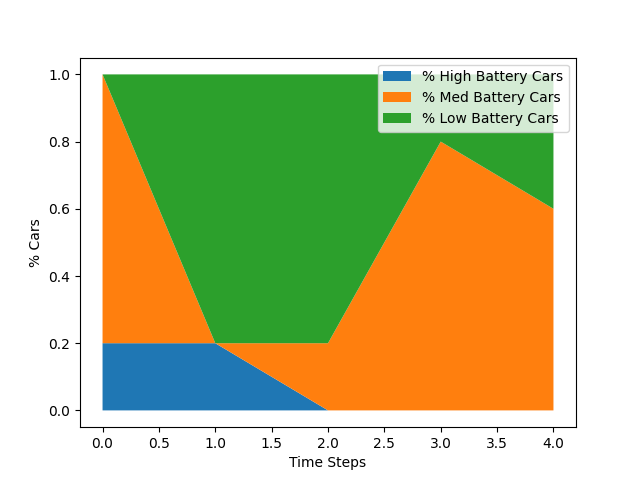 % High Battery Cars
% Med Battery Cars
% Low Battery Cars
1.0
0.8
0.6
0.4
0.2
0.0
% Cars
0.0 0.5 1.0 1.5 2.0 2.5 3.0 3.5 4.0
Time Steps